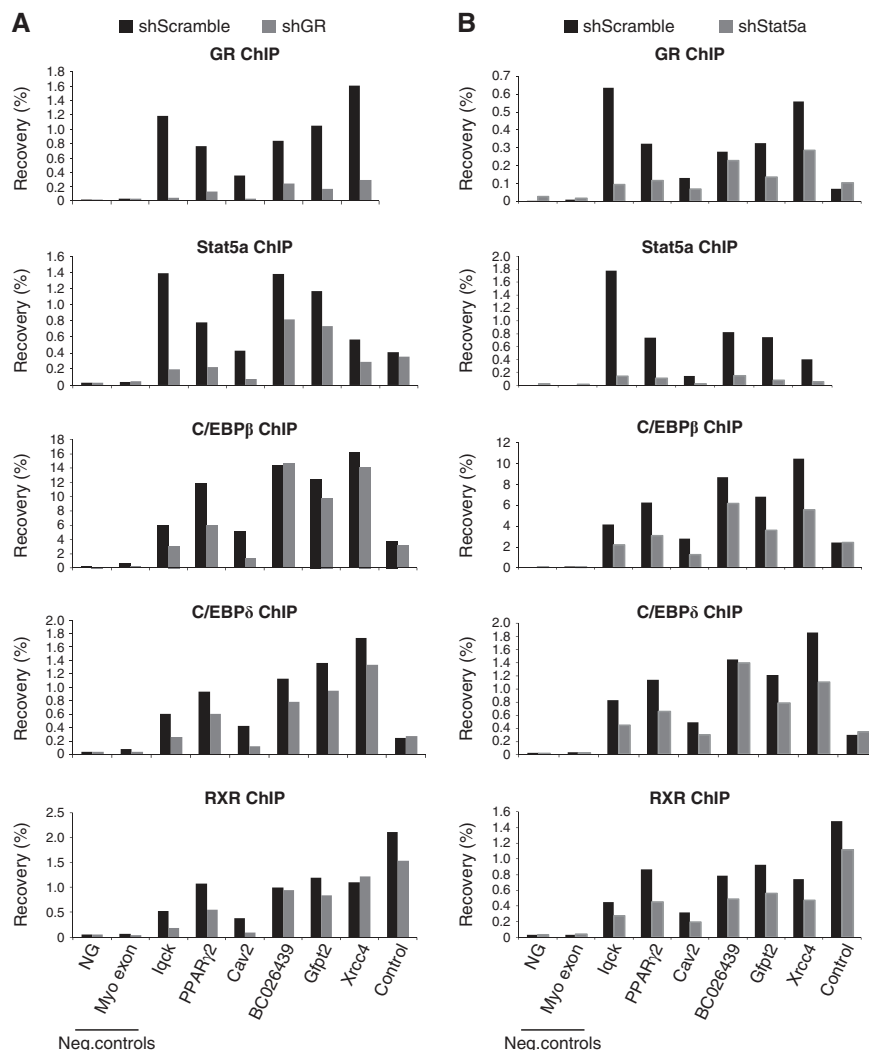 A
shScramble shGR
GR ChIP
Recovery (%)
1.8
1.6
1.4
1.2
1.0
0.8
0.6
0.4
0.2
0
Stat5a ChIP
Recovery (%)
1.6
1.4
1.2
1.0
0.8
0.6
0.4
0.2
0
C/EBPβ ChIP
Recovery (%)
18
16
14
12
10
8
6
4
2
0
C/EBPδ ChIP
Recovery (%)
2.0
1.8
1.6
1.4
1.2
1.0
0.8
0.6
0.4
0.2
0
RXR ChIP
Recovery (%)
2.5
2.0
1.5
1.0
0.5
0
NG
Myo exon
Iqck
PPARγ2
Cav2
BC026439
Gfpt2
Xrcc4
Control
Neg.controls
B
shScramble shStat5a
GR ChIP
Recovery (%)
0.7
0.6
0.5
0.4
0.3
0.2
0.1
0
Stat5a ChIP
Recovery (%)
2.0
1.8
1.6
1.4
1.2
1.0
0.8
0.6
0.4
0.2
0
C/EBPβ ChIP
Recovery (%)
12
10
8
6
4
2
0
C/EBPδ ChIP
Recovery (%)
2.0
1.8
1.6
1.4
1.2
1.0
0.8
0.6
0.4
0.2
0
RXR ChIP
Recovery (%)
1.6
1.4
1.2
1.0
0.8
0.6
0.4
0.2
0
NG
Myo exon
Iqck
PPARγ2
Cav2
BC026439
Gfpt2
Xrcc4
Control
Neg.controls